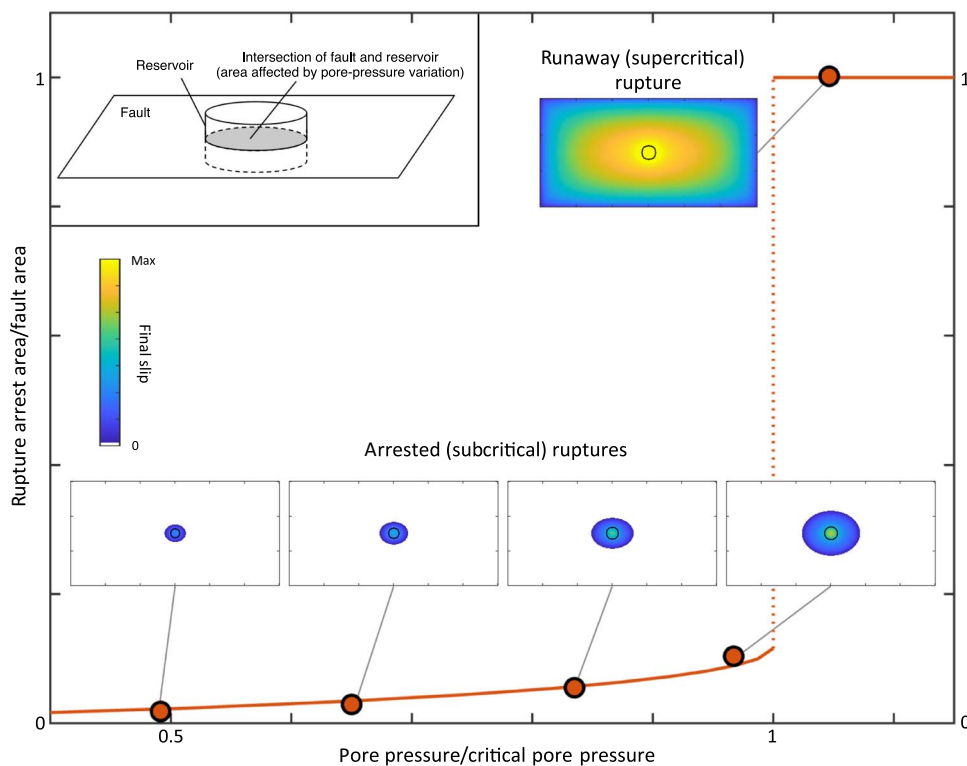 Reservoir
Intersection of fault and reservoir
(area affected by pore-pressure variation)
Fault
Runaway (supercritical)
rupture
1
1
Max
Final slip
0
Rupture arrest area/fault area
Arrested (subcritical) ruptures
0
0
0.5
1
Pore pressure/critical pore pressure